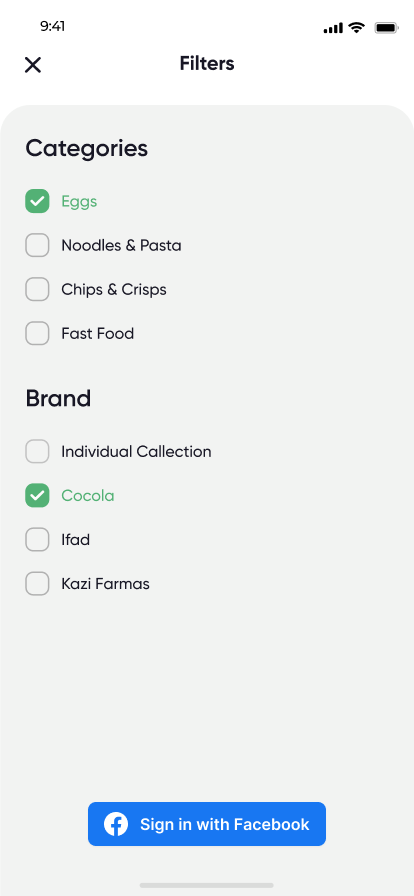 9:41
Filters
Categories
Eggs
Noodles & Pasta
Chips & Crisps
Fast Food
Brand
Individual Callection
Cocola
Ifad
Kazi Farmas
Sign in with Facebook